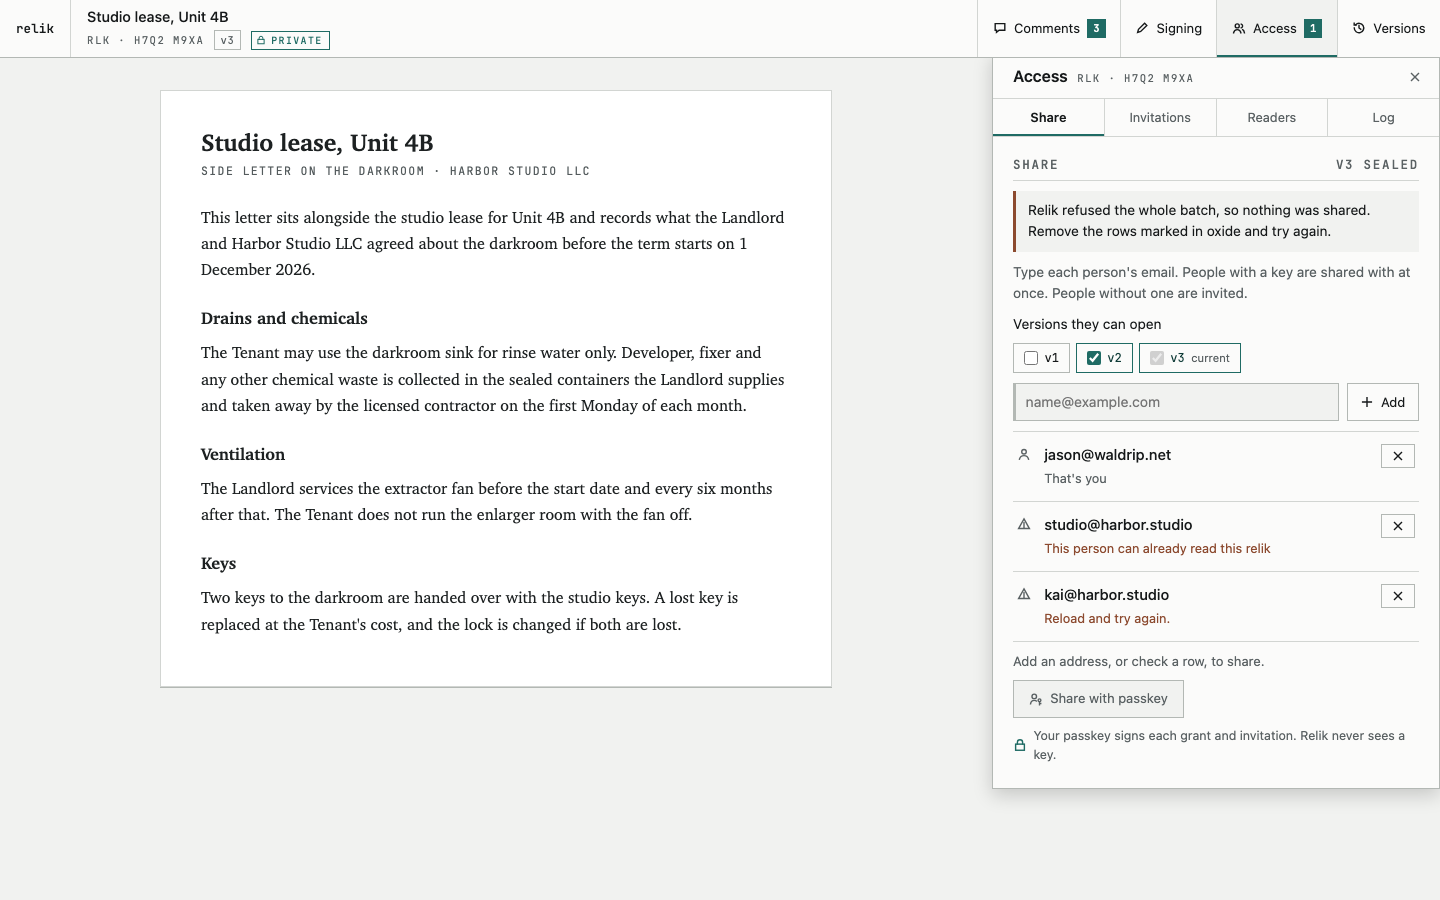 relik
Studio lease, Unit 4B
RLK · H7Q2 M9XA v3 PRIVATE
Comments 3
Signing
Access 1
Versions
Studio lease, Unit 4B
SIDE LETTER ON THE DARKROOM · HARBOR STUDIO LLC
This letter sits alongside the studio lease for Unit 4B and records what the Landlord
and Harbor Studio LLC agreed about the darkroom before the term starts on 1
December 2026.
Drains and chemicals
The Tenant may use the darkroom sink for rinse water only. Developer, fixer and
any other chemical waste is collected in the sealed containers the Landlord supplies
and taken away by the licensed contractor on the first Monday of each month.
Ventilation
The Landlord services the extractor fan before the start date and every six months
after that. The Tenant does not run the enlarger room with the fan off.
Keys
Two keys to the darkroom are handed over with the studio keys. A lost key is
replaced at the Tenant's cost, and the lock is changed if both are lost.
Access RLK · H7Q2 M9XA
Share Invitations Readers Log
SHARE V3 SEALED
Relik refused the whole batch, so nothing was shared.
Remove the rows marked in oxide and try again.
Type each person's email. People with a key are shared with at
once. People without one are invited.
Versions they can open
v1 v2 v3 current
name@example.com Add
jason@waldrip.net
That's you
studio@harbor.studio
This person can already read this relik
kai@harbor.studio
Reload and try again.
Add an address, or check a row, to share.
Share with passkey
Your passkey signs each grant and invitation. Relik never sees a
key.